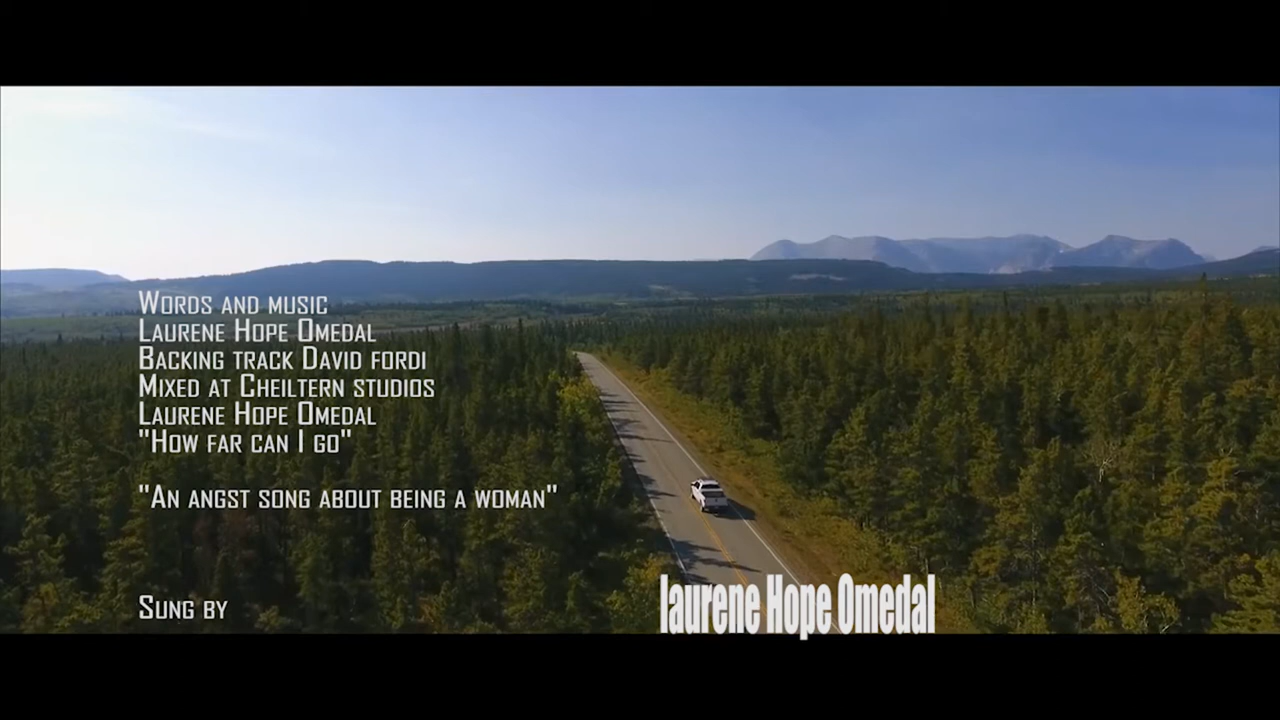 Words and music
Laurene Hope Omedal
Backing track David fordi
Mixed at Cheiltern studios
Laurene Hope Omedal
"How far can I go"
"An angst song about being a woman"
Sung by
laurene Hope Omedal